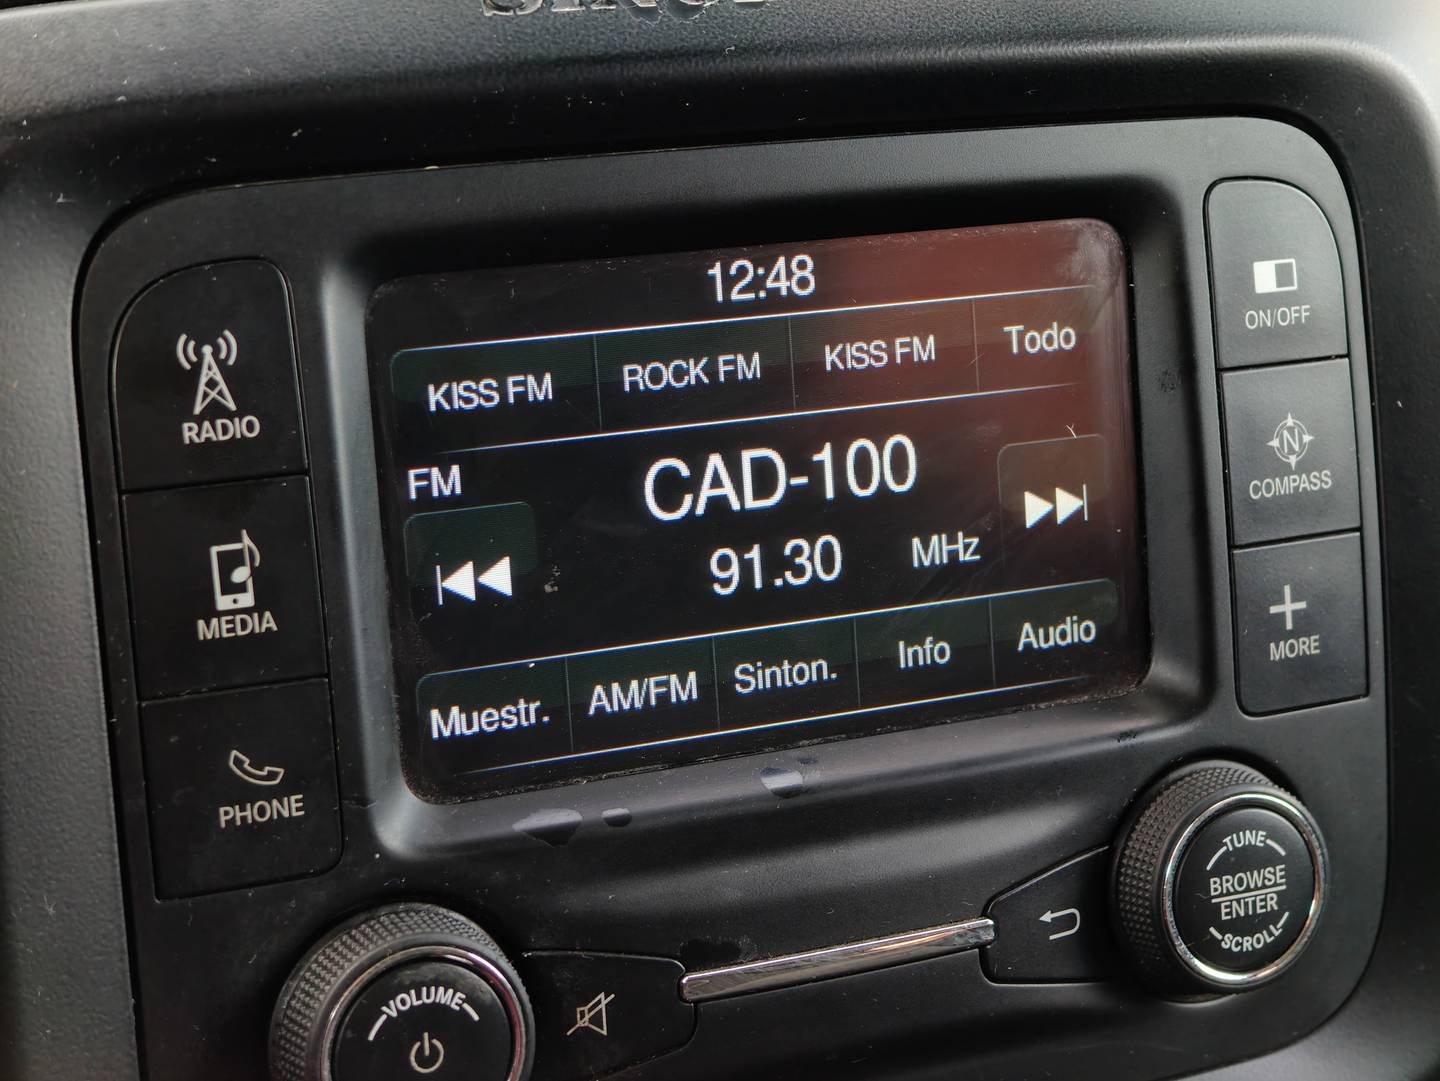 12:48
KISS FM ROCK FM KISS FM Todo
FM
CAD-100
91.30 MHz
Muestr. AM/FM Sinton. Info Audio
RADIO
MEDIA
PHONE
ON/OFF
N
COMPASS
MORE
VOLUME
TUNE
BROWSE
ENTER
SCROLL